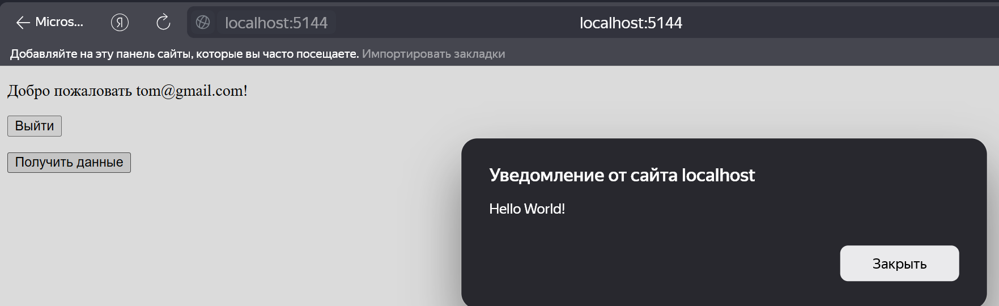 Micros...
Я
localhost:5144
localhost:5144
Добавляйте на эту панель сайты, которые вы часто посещаете. Импортировать закладки
Добро пожаловать tom@gmail.com!
Выйти
Получить данные
Уведомление от сайта localhost
Hello World!
Закрыть